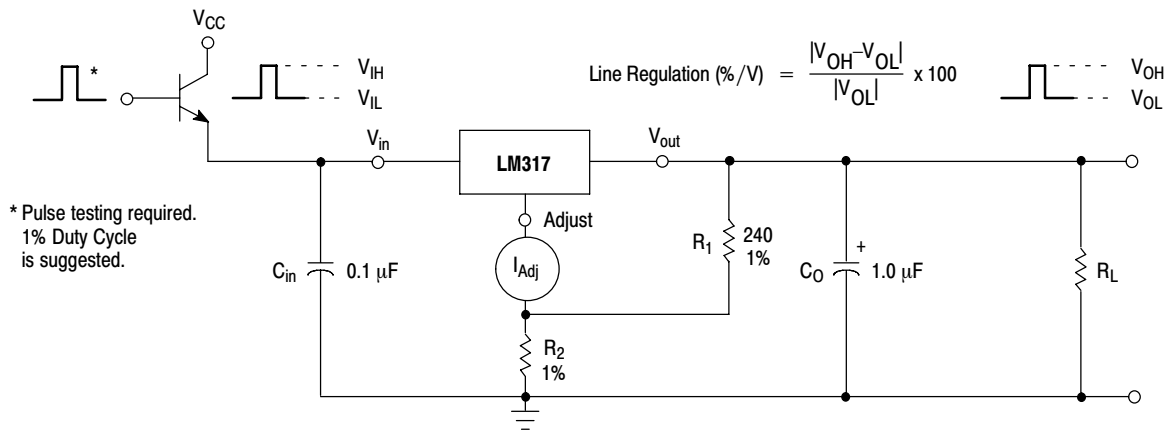 V_CC
*
V_IH
V_IL
Line Regulation (%/V) = |V_OH–V_OL| / |V_OL| x 100
V_OH
V_OL
V_in
LM317
V_out
* Pulse testing required.
1% Duty Cycle
is suggested.
Adjust
C_in
0.1 μF
I_Adj
R_1
240
1%
C_O
+
1.0 μF
R_L
R_2
1%